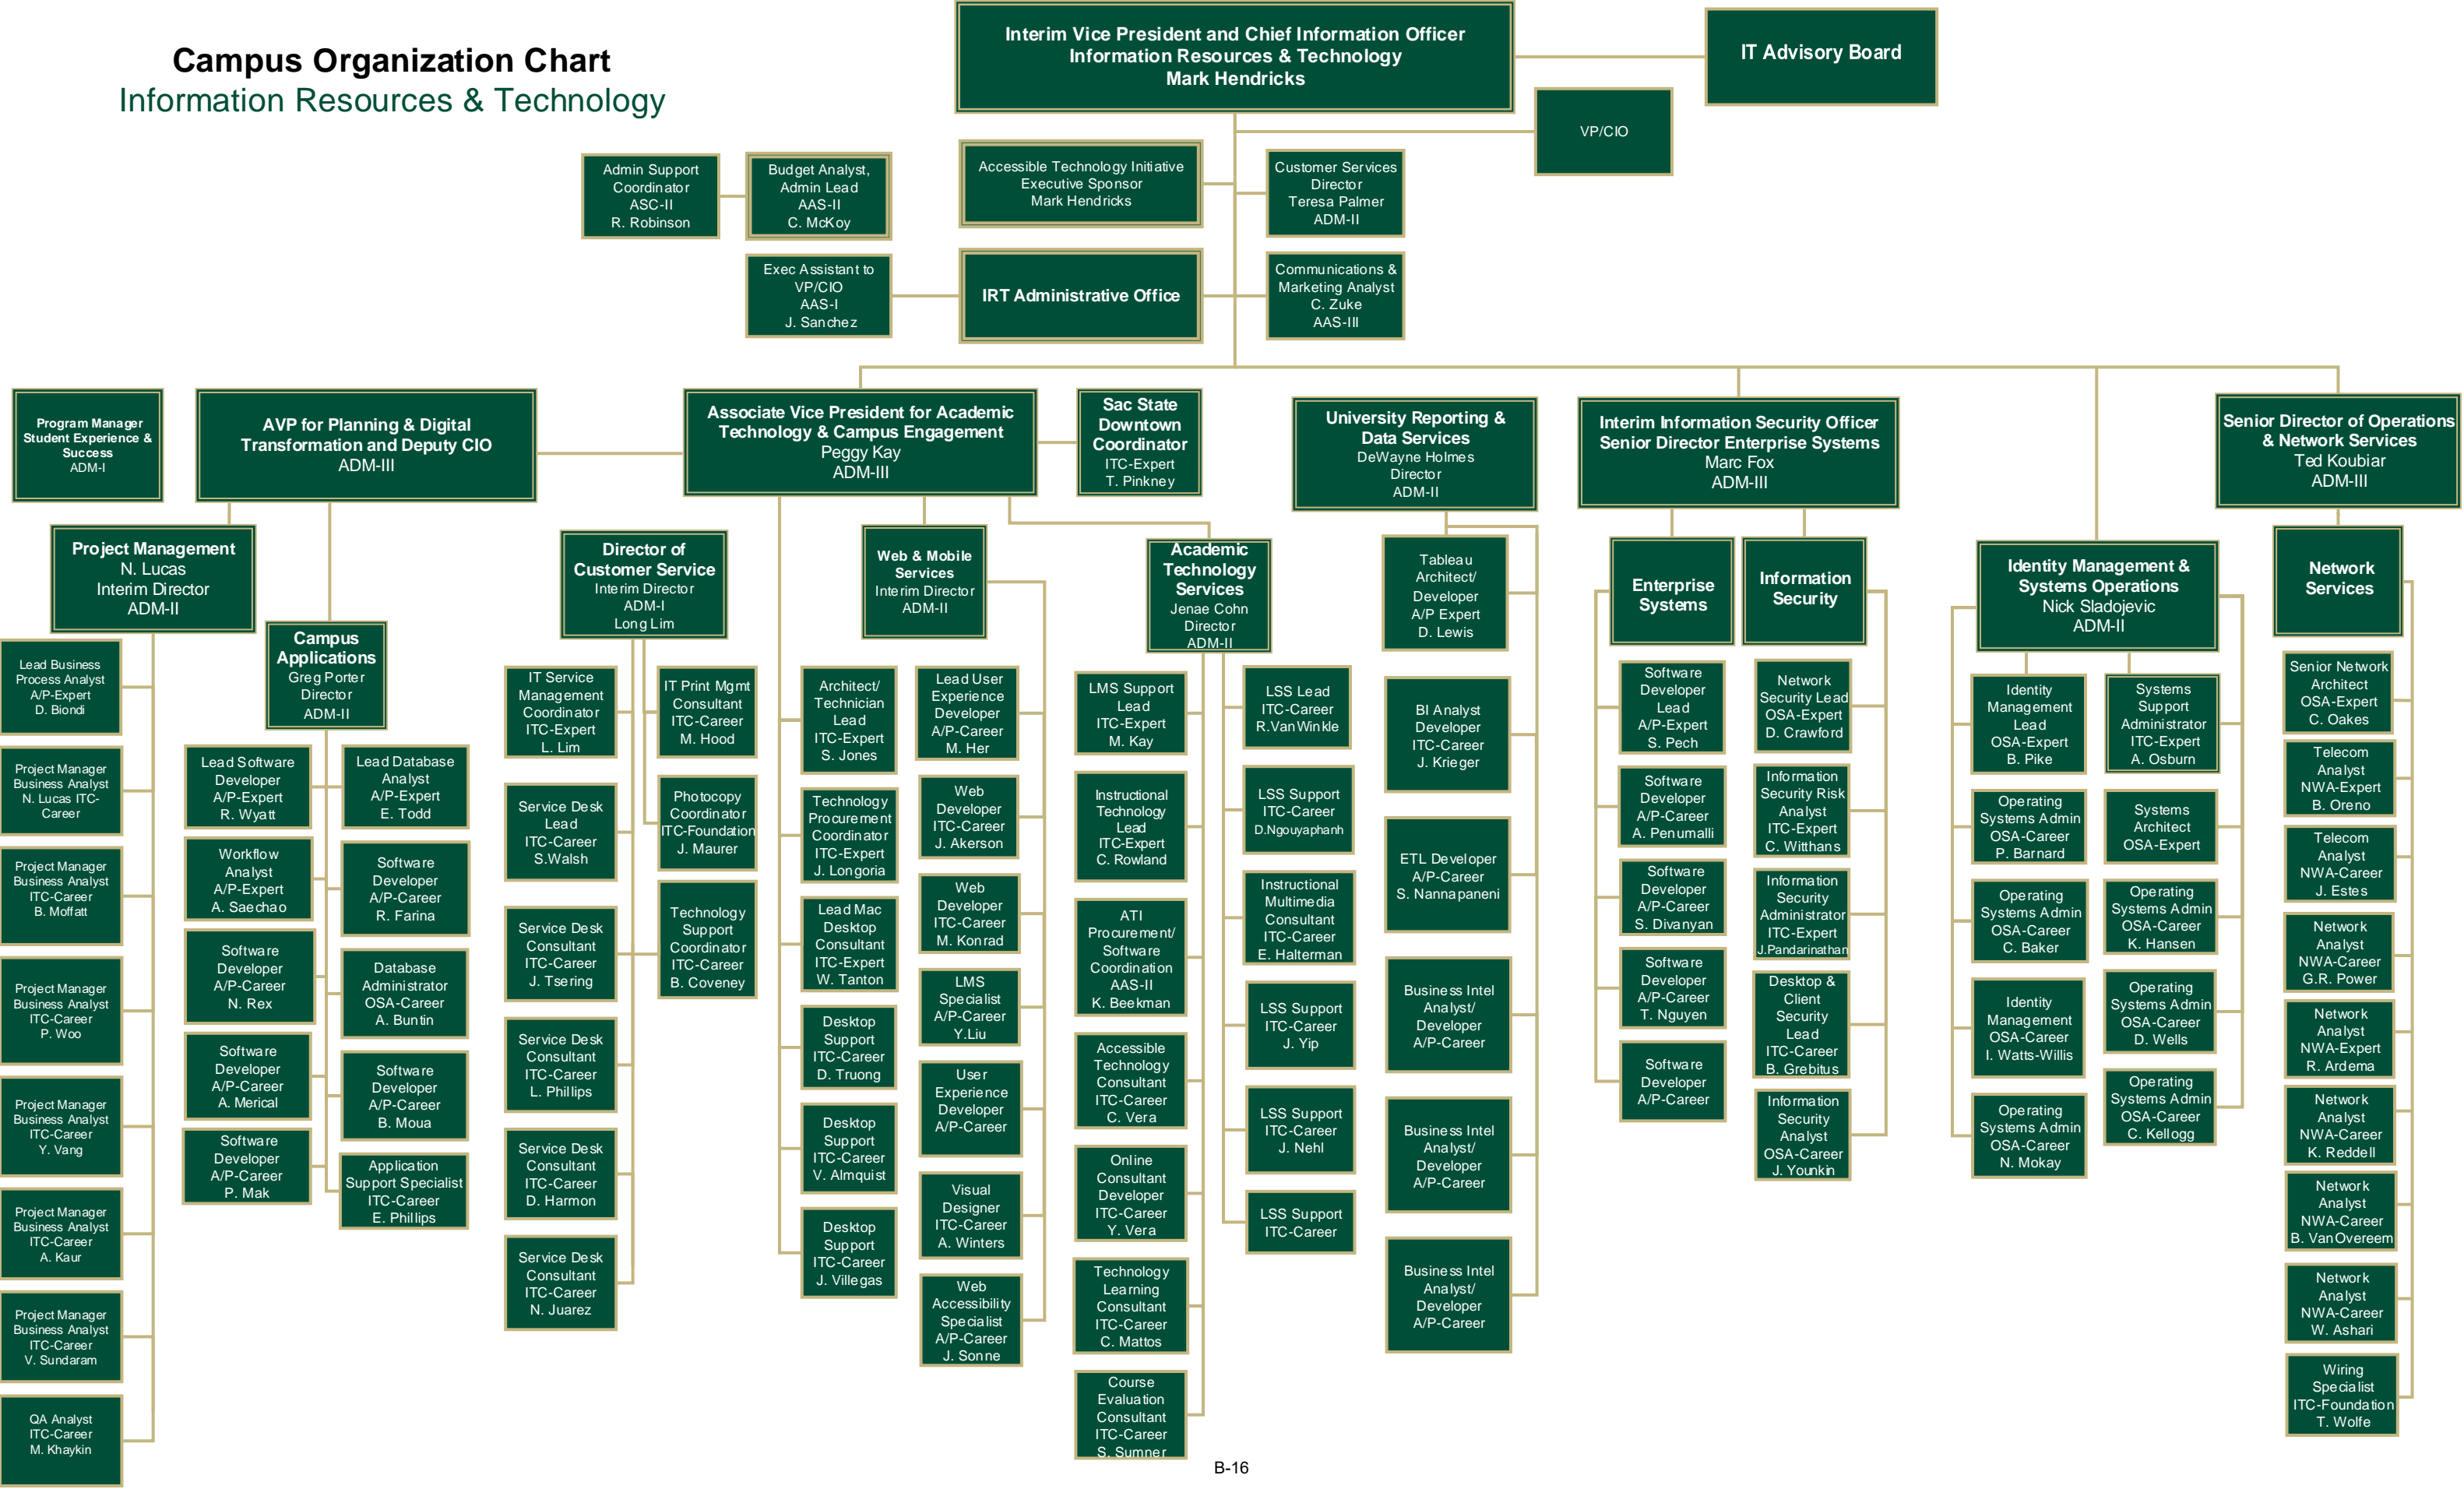 Campus Organization Chart
Information Resources & Technology
Interim Vice President and Chief Information Officer
Information Resources & Technology
Mark Hendricks
IT Advisory Board
VP/CIO
Admin Support
Coordinator
ASC-II
R. Robinson
Budget Analyst,
Admin Lead
AAS-II
C. McKoy
Accessible Technology Initiative
Executive Sponsor
Mark Hendricks
Customer Services
Director
Teresa Palmer
ADM-II
Exec Assistant to
VP/CIO
AAS-I
J. Sanchez
IRT Administrative Office
Communications &
Marketing Analyst
C. Zuke
AAS-III
Program Manager
Student Experience &
Success
ADM-I
AVP for Planning & Digital
Transformation and Deputy CIO
ADM-III
Associate Vice President for Academic
Technology & Campus Engagement
Peggy Kay
ADM-III
Sac State
Downtown
Coordinator
ITC-Expert
T. Pinkney
University Reporting &
Data Services
DeWayne Holmes
Director
ADM-II
Interim Information Security Officer
Senior Director Enterprise Systems
Marc Fox
ADM-III
Senior Director of Operations
& Network Services
Ted Koubiar
ADM-III
Project Management
N. Lucas
Interim Director
ADM-II
Campus
Applications
Greg Porter
Director
ADM-II
Director of
Customer Service
Interim Director
ADM-I
Long Lim
Web & Mobile
Services
Interim Director
ADM-II
Academic
Technology
Services
Jenae Cohn
Director
ADM-II
Enterprise
Systems
Information
Security
Identity Management &
Systems Operations
Nick Sladojevic
ADM-II
Network
Services
Lead Business
Process Analyst
A/P-Expert
D. Biondi
Project Manager
Business Analyst
N. Lucas ITC-
Career
Project Manager
Business Analyst
ITC-Career
B. Moffatt
Project Manager
Business Analyst
ITC-Career
P. Woo
Project Manager
Business Analyst
ITC-Career
Y. Vang
Project Manager
Business Analyst
ITC-Career
A. Kaur
Project Manager
Business Analyst
ITC-Career
V. Sundaram
QA Analyst
ITC-Career
M. Khaykin
Lead Software
Developer
A/P-Expert
R. Wyatt
Workflow
Analyst
A/P-Expert
A. Saechao
Software
Developer
A/P-Career
N. Rex
Software
Developer
A/P-Career
A. Merical
Software
Developer
A/P-Career
P. Mak
Lead Database
Analyst
A/P-Expert
E. Todd
Software
Developer
A/P-Career
R. Farina
Database
Administrator
OSA-Career
A. Buntin
Software
Developer
A/P-Career
B. Moua
Application
Support Specialist
ITC-Career
E. Phillips
IT Service
Management
Coordinator
ITC-Expert
L. Lim
Service Desk
Lead
ITC-Career
S.Walsh
Service Desk
Consultant
ITC-Career
J. Tsering
Service Desk
Consultant
ITC-Career
L. Phillips
Service Desk
Consultant
ITC-Career
D. Harmon
Service Desk
Consultant
ITC-Career
N. Juarez
IT Print Mgmt
Consultant
ITC-Career
M. Hood
Photocopy
Coordinator
ITC-Foundation
J. Maurer
Technology
Support
Coordinator
ITC-Career
B. Coveney
Architect/
Technician
Lead
ITC-Expert
S. Jones
Technology
Procurement
Coordinator
ITC-Expert
J. Longoria
Lead Mac
Desktop
Consultant
ITC-Expert
W. Tanton
Desktop
Support
ITC-Career
D. Truong
Desktop
Support
ITC-Career
V. Almquist
Desktop
Support
ITC-Career
J. Villegas
Lead User
Experience
Developer
A/P-Career
M. Her
Web
Developer
ITC-Career
J. Akerson
Web
Developer
ITC-Career
M. Konrad
LMS
Specialist
A/P-Career
Y.Liu
User
Experience
Developer
A/P-Career
Visual
Designer
ITC-Career
A. Winters
Web
Accessibility
Specialist
A/P-Career
J. Sonne
LMS Support
Lead
ITC-Expert
M. Kay
Instructional
Technology
Lead
ITC-Expert
C. Rowland
ATI
Procurement/
Software
Coordination
AAS-II
K. Beekman
Accessible
Technology
Consultant
ITC-Career
C. Vera
Online
Consultant
Developer
ITC-Career
Y. Vera
Technology
Learning
Consultant
ITC-Career
C. Mattos
Course
Evaluation
Consultant
ITC-Career
S. Sumner
LSS Lead
ITC-Career
R.VanWinkle
LSS Support
ITC-Career
D.Ngouyaphanh
Instructional
Multimedia
Consultant
ITC-Career
E. Halterman
LSS Support
ITC-Career
J. Yip
LSS Support
ITC-Career
J. Nehl
LSS Support
ITC-Career
Tableau
Architect/
Developer
A/P Expert
D. Lewis
BI Analyst
Developer
ITC-Career
J. Krieger
ETL Developer
A/P-Career
S. Nannapaneni
Business Intel
Analyst/
Developer
A/P-Career
Business Intel
Analyst/
Developer
A/P-Career
Business Intel
Analyst/
Developer
A/P-Career
Software
Developer
Lead
A/P-Expert
S. Pech
Software
Developer
A/P-Career
A. Penumalli
Software
Developer
A/P-Career
S. Divanyan
Software
Developer
A/P-Career
T. Nguyen
Software
Developer
A/P-Career
Network
Security Lead
OSA-Expert
D. Crawford
Information
Security Risk
Analyst
ITC-Expert
C. Witthans
Information
Security
Administrator
ITC-Expert
J.Pandarinathan
Desktop &
Client
Security
Lead
ITC-Career
B. Grebitus
Information
Security
Analyst
OSA-Career
J. Younkin
Identity
Management
Lead
OSA-Expert
B. Pike
Operating
Systems Admin
OSA-Career
P. Barnard
Operating
Systems Admin
OSA-Career
C. Baker
Identity
Management
OSA-Career
I. Watts-Willis
Operating
Systems Admin
OSA-Career
N. Mokay
Systems
Support
Administrator
ITC-Expert
A. Osburn
Systems
Architect
OSA-Expert
Operating
Systems Admin
OSA-Career
K. Hansen
Operating
Systems Admin
OSA-Career
D. Wells
Operating
Systems Admin
OSA-Career
C. Kellogg
Senior Network
Architect
OSA-Expert
C. Oakes
Telecom
Analyst
NWA-Expert
B. Oreno
Telecom
Analyst
NWA-Career
J. Estes
Network
Analyst
NWA-Career
G.R. Power
Network
Analyst
NWA-Expert
R. Ardema
Network
Analyst
NWA-Career
K. Reddell
Network
Analyst
NWA-Career
B. VanOvereem
Network
Analyst
NWA-Career
W. Ashari
Wiring
Specialist
ITC-Foundation
T. Wolfe
B-16